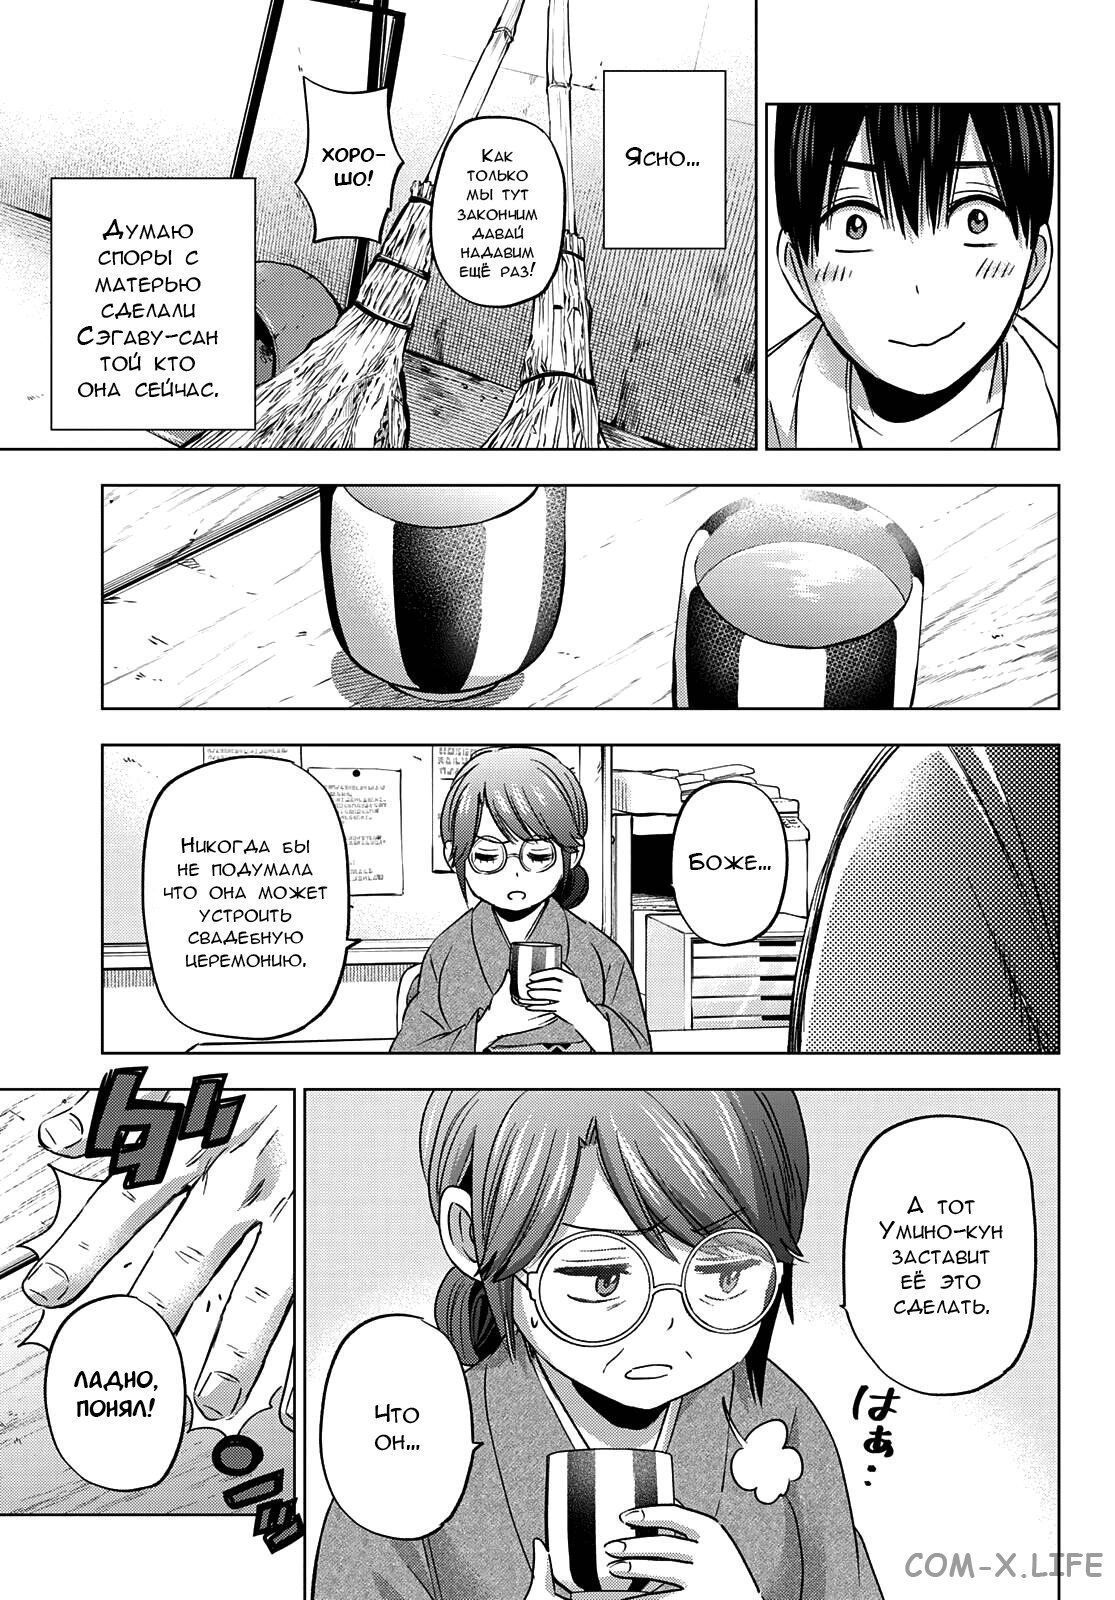 Ясно...
Как
только
мы тут
закончим
давай
надавим
ещё раз!
хоро-
шо!
Думаю
споры с
матерью
сделали
Сэгаву-сан
той кто
она сейчас.
Боже...
Никогда бы
не подумала
что она может
устроить
свадебную
церемонию.
А тот
Умино-кун
заставит
её это
сделать.
はぁ..
Что
он...
ладно,
понял!
COM-X.LIFE